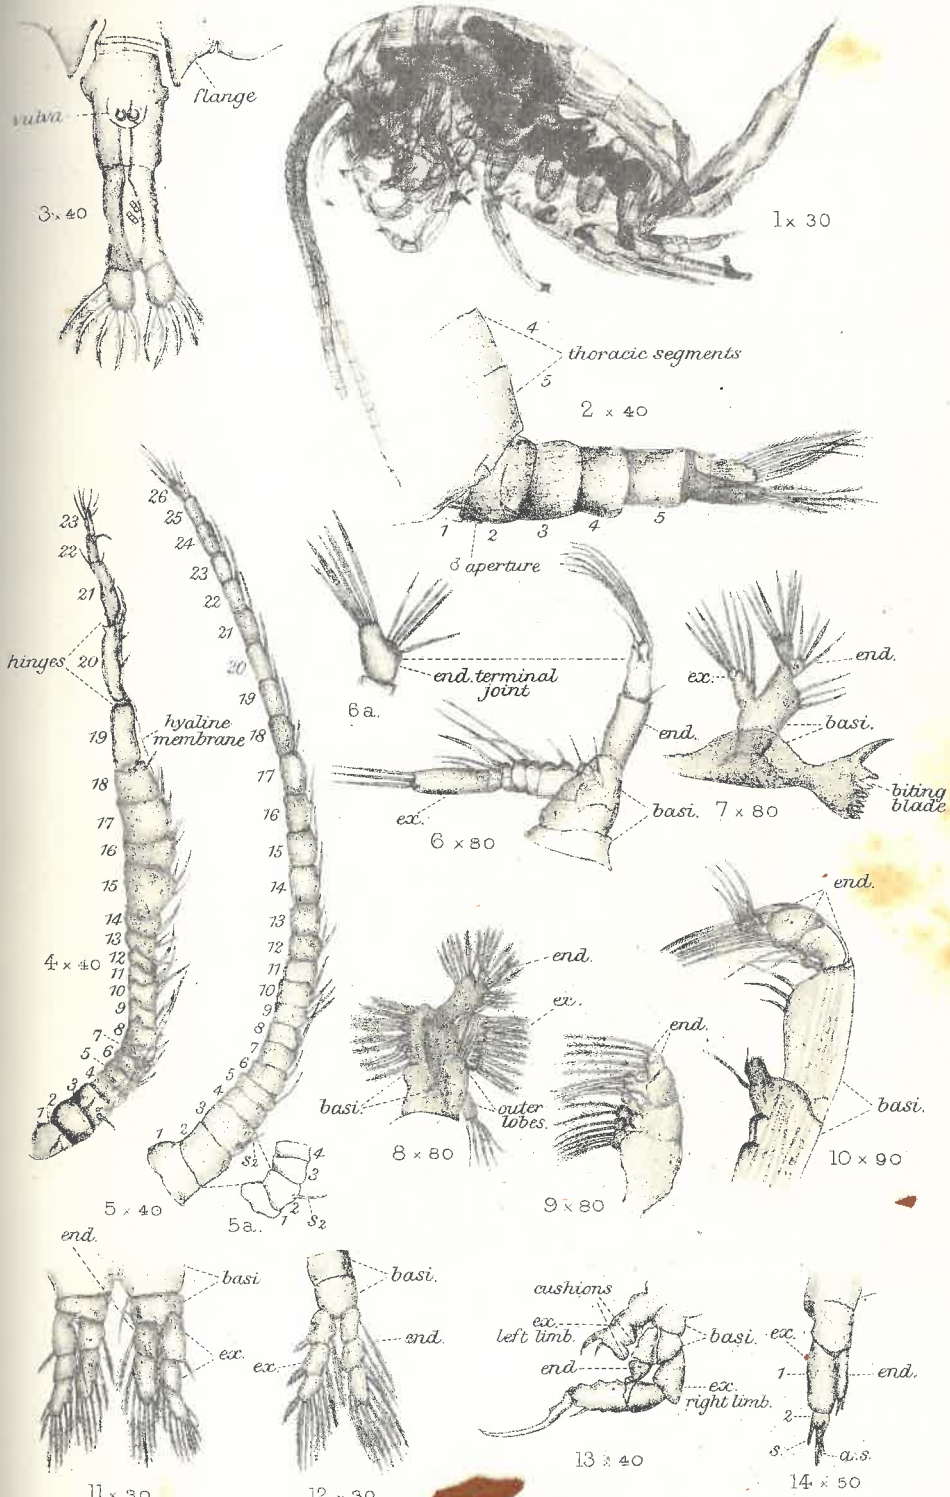 flange
vulva
3 x 40
1 x 30
4
thoracic segments
5
2 x 40
1 2 3 4 5
♂ aperture
26
25
24
23
22
21
20
19
18
17
16
15
14
13
12
11
10
9
8
7
6
5
4
3
2
1
s2
5 x 40
23
22
21
hinges
20
19
hyaline
membrane
18
17
16
15
14
13
12
11
10
9
8
7
6
5
4
3
2
1
4 x 40
4
3
2
1
s2
5a.
end. terminal
joint
6a.
end.
ex.
basi.
6 x 80
ex.
end.
basi.
biting
blade
7 x 80
end.
ex.
basi.
outer
lobes.
8 x 80
end.
9 x 80
end.
basi.
10 x 90
end.
basi
ex.
11 x 30
basi.
end.
ex.
12 x 30
cushions
ex.
left limb.
basi.
end
ex.
right limb.
13 x 40
ex.
1
end.
2
s.
a.s.
14 x 50